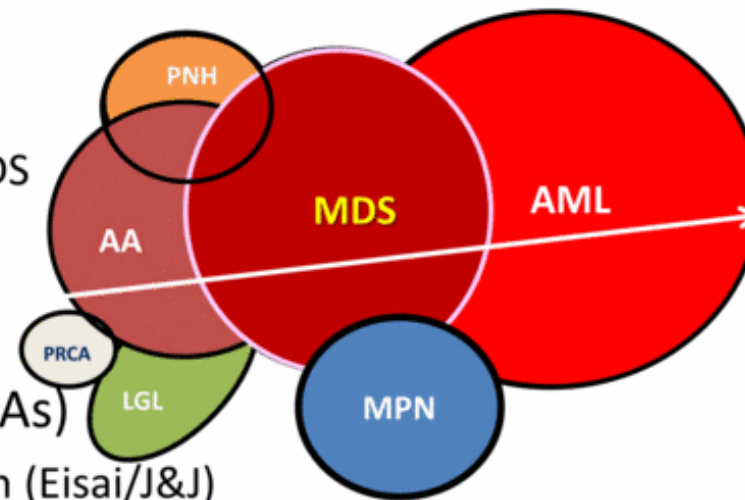 PNH
DS
MDS
AML
AA
PRCA
LGL
As)
MPN
n (Eisai/J&J)